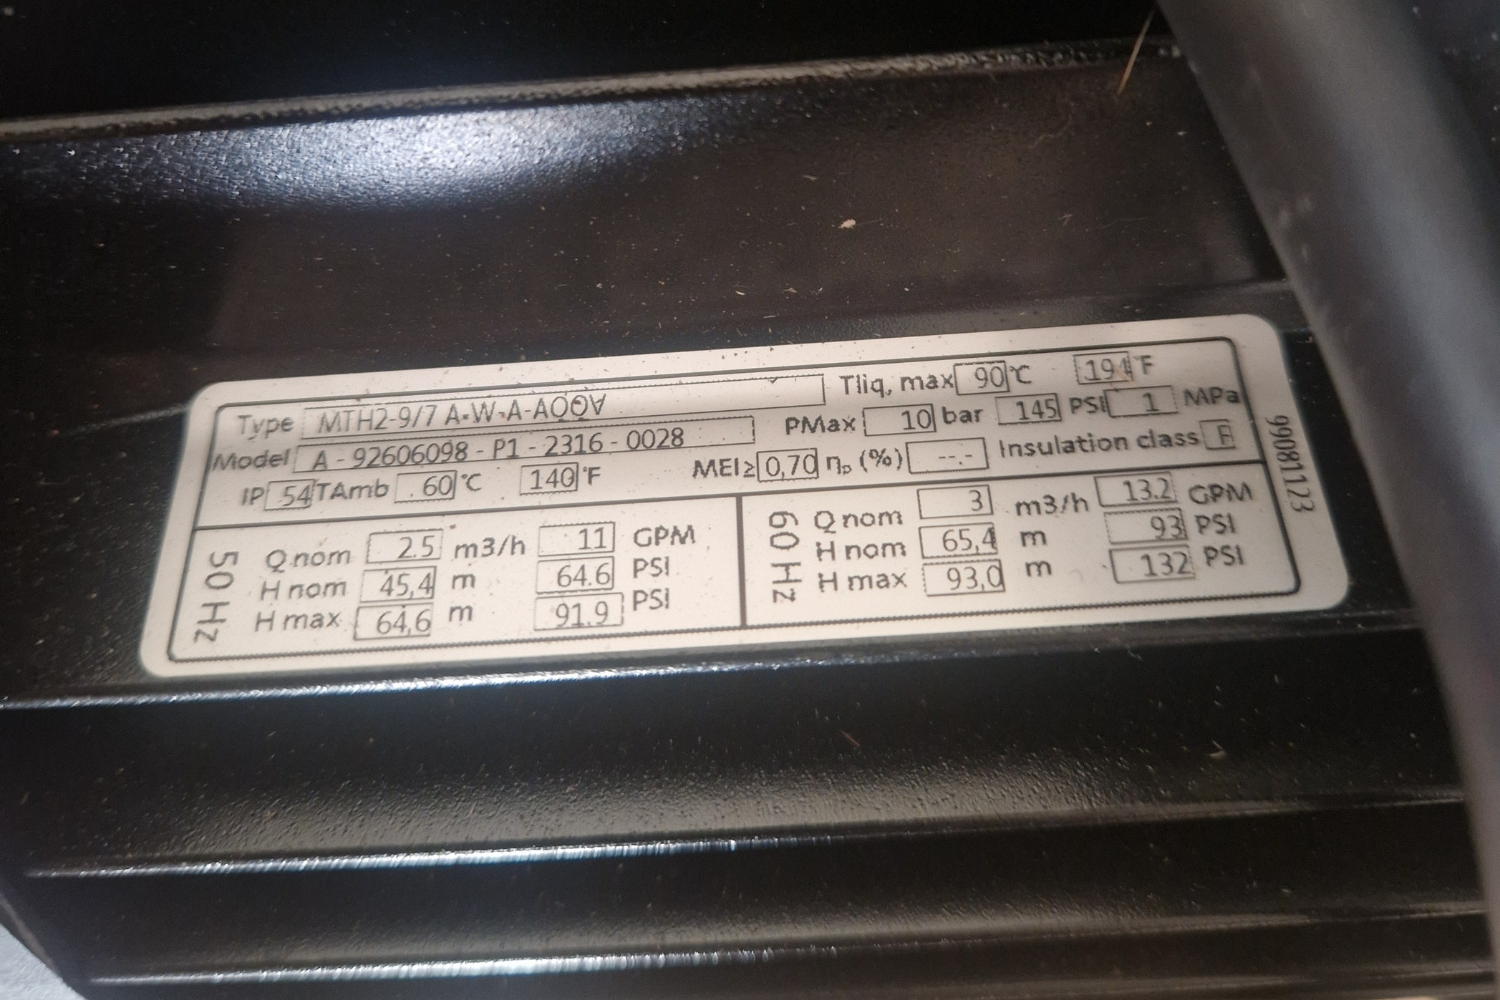 Type MTH2-9/7 A-W-A-AQQV
Tliq, max 90 °C 194 °F
Model A - 92606098 - P1 - 2316 - 0028
PMax 10 bar 145 PSI 1 MPa
IP 54 TAmb 60 °C 140 °F
MEI≥ 0,70 ηp (%) --.- Insulation class F
50 Hz
Q nom 2.5 m3/h 11 GPM
H nom 45,4 m 64.6 PSI
H max 64,6 m 91.9 PSI
60 Hz
Q nom 3 m3/h 13.2 GPM
H nom 65,4 m 93 PSI
H max 93,0 m 132 PSI
99081123